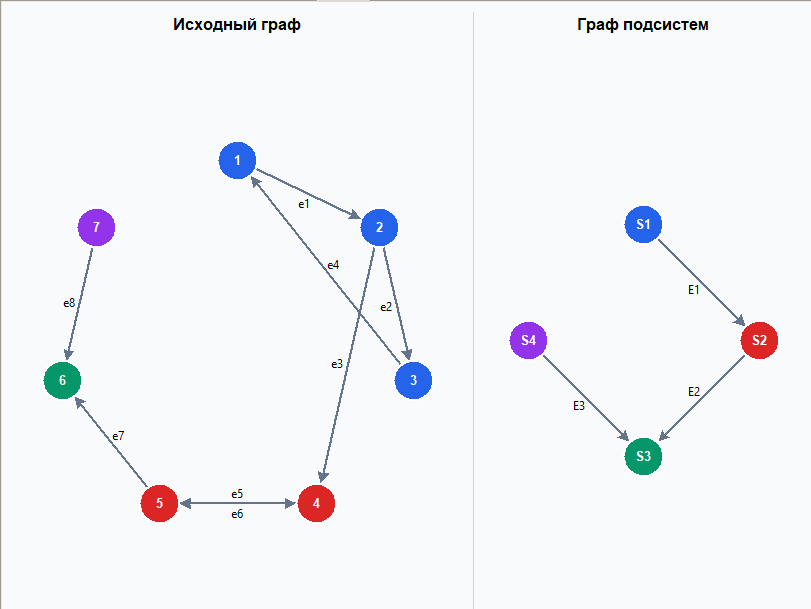 Исходный граф
1
e1
2
7
e4
e8
e2
e3
6
3
e7
5
e5
e6
4
Граф подсистем
S1
E1
S4
S2
E3
E2
S3